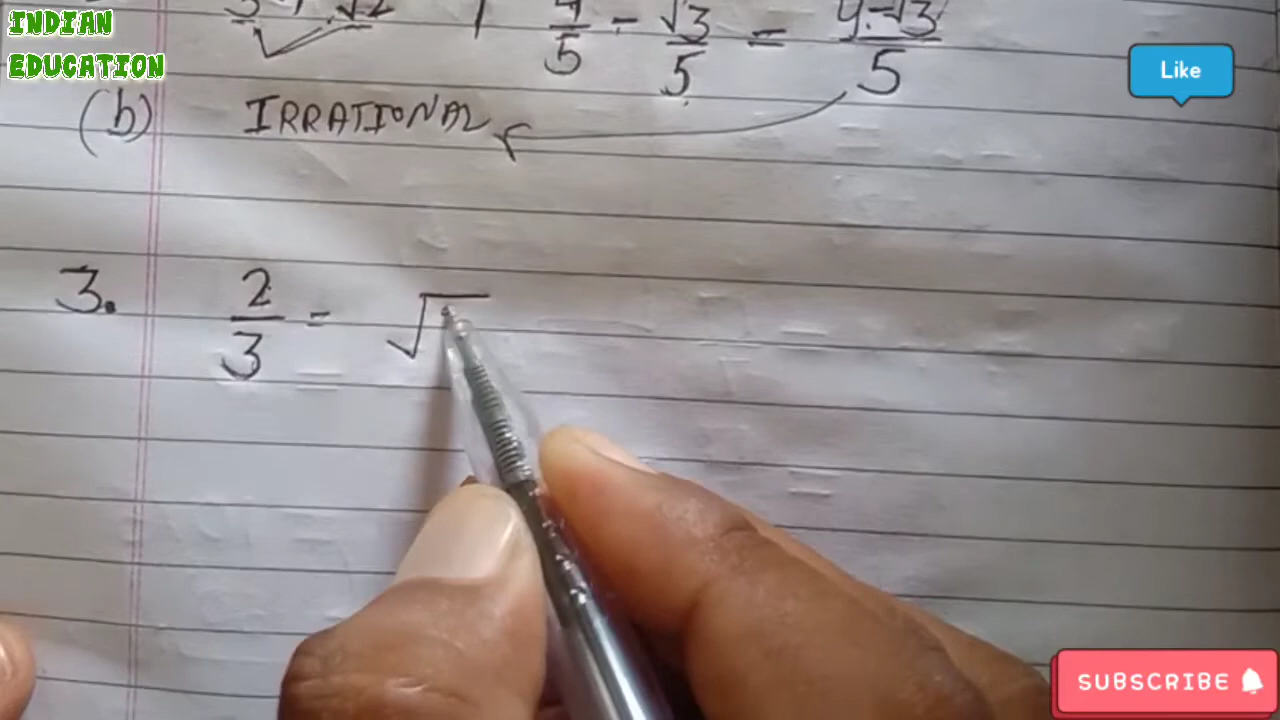 INDIAN
EDUCATION
4/5 - √3/5 = 4-√3/5
Like
(b) IRRATIONAL
3. 2/3 - √
SUBSCRIBE